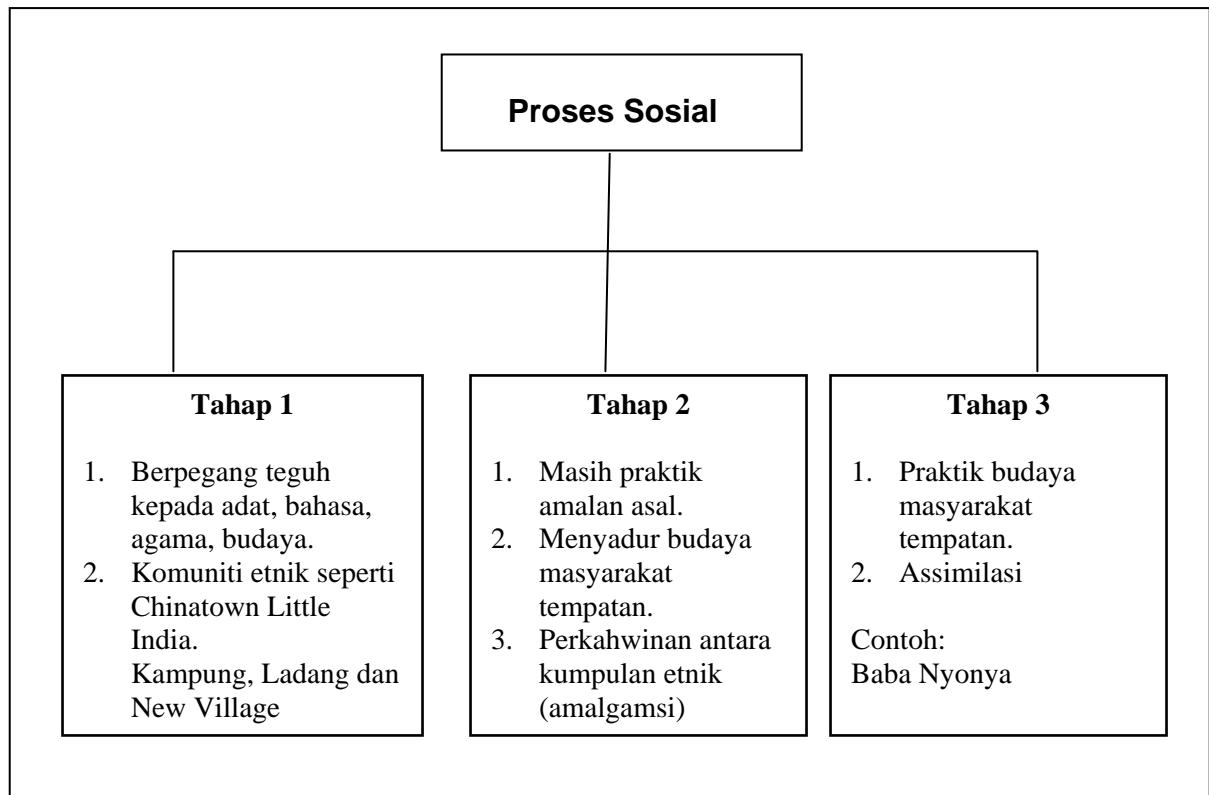 Proses Sosial
Tahap 1
1. Berpegang teguh
kepada adat, bahasa,
agama, budaya.
2. Komuniti etnik seperti
Chinatown Little
India.
Kampung, Ladang dan
New Village
Tahap 2
1. Masih praktik
amalan asal.
2. Menyadur budaya
masyarakat
tempatan.
3. Perkahwinan antara
kumpulan etnik
(amalgamsi)
Tahap 3
1. Praktik budaya
masyarakat
tempatan.
2. Assimilasi
Contoh:
Baba Nyonya